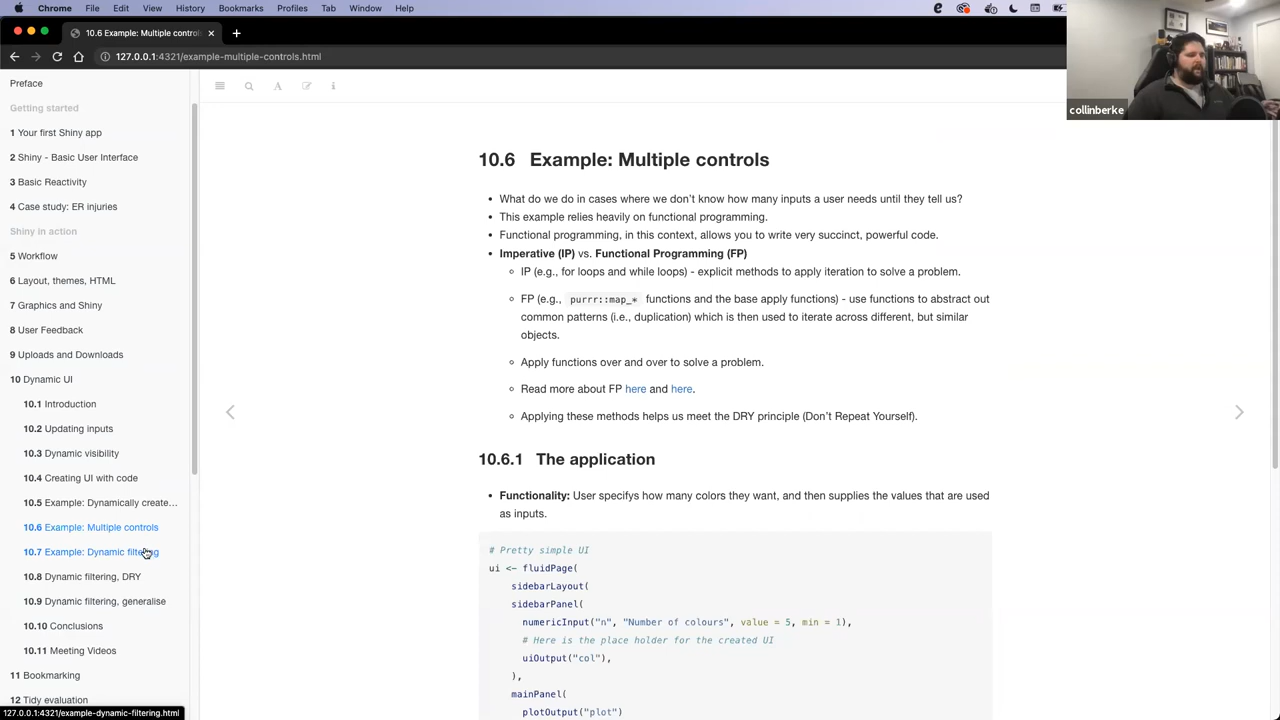 Chrome File Edit View History Bookmarks Profiles Tab Window Help
10.6 Example: Multiple contro
127.0.0.1:4321/example-multiple-controls.html
collinberke
Preface
Getting started
1 Your first Shiny app
2 Shiny - Basic User Interface
3 Basic Reactivity
4 Case study: ER injuries
Shiny in action
5 Workflow
6 Layout, themes, HTML
7 Graphics and Shiny
8 User Feedback
9 Uploads and Downloads
10 Dynamic UI
10.1 Introduction
10.2 Updating inputs
10.3 Dynamic visibility
10.4 Creating UI with code
10.5 Example: Dynamically create…
10.6 Example: Multiple controls
10.7 Example: Dynamic filtering
10.8 Dynamic filtering, DRY
10.9 Dynamic filtering, generalise
10.10 Conclusions
10.11 Meeting Videos
11 Bookmarking
12 Tidy evaluation
127.0.0.1:4321/example-dynamic-filtering.html
10.6 Example: Multiple controls
• What do we do in cases where we don't know how many inputs a user needs until they tell us?
• This example relies heavily on functional programming.
• Functional programming, in this context, allows you to write very succinct, powerful code.
• Imperative (IP) vs. Functional Programming (FP)
IP (e.g., for loops and while loops) - explicit methods to apply iteration to solve a problem.
FP (e.g., purrr::map_* functions and the base apply functions) - use functions to abstract out
common patterns (i.e., duplication) which is then used to iterate across different, but similar
objects.
Apply functions over and over to solve a problem.
Read more about FP here and here.
Applying these methods helps us meet the DRY principle (Don't Repeat Yourself).
10.6.1 The application
• Functionality: User specifys how many colors they want, and then supplies the values that are used
as inputs.
# Pretty simple UI
ui <- fluidPage(
sidebarLayout(
sidebarPanel(
numericInput("n", "Number of colours", value = 5, min = 1),
# Here is the place holder for the created UI
uiOutput("col"),
),
mainPanel(
plotOutput("plot")